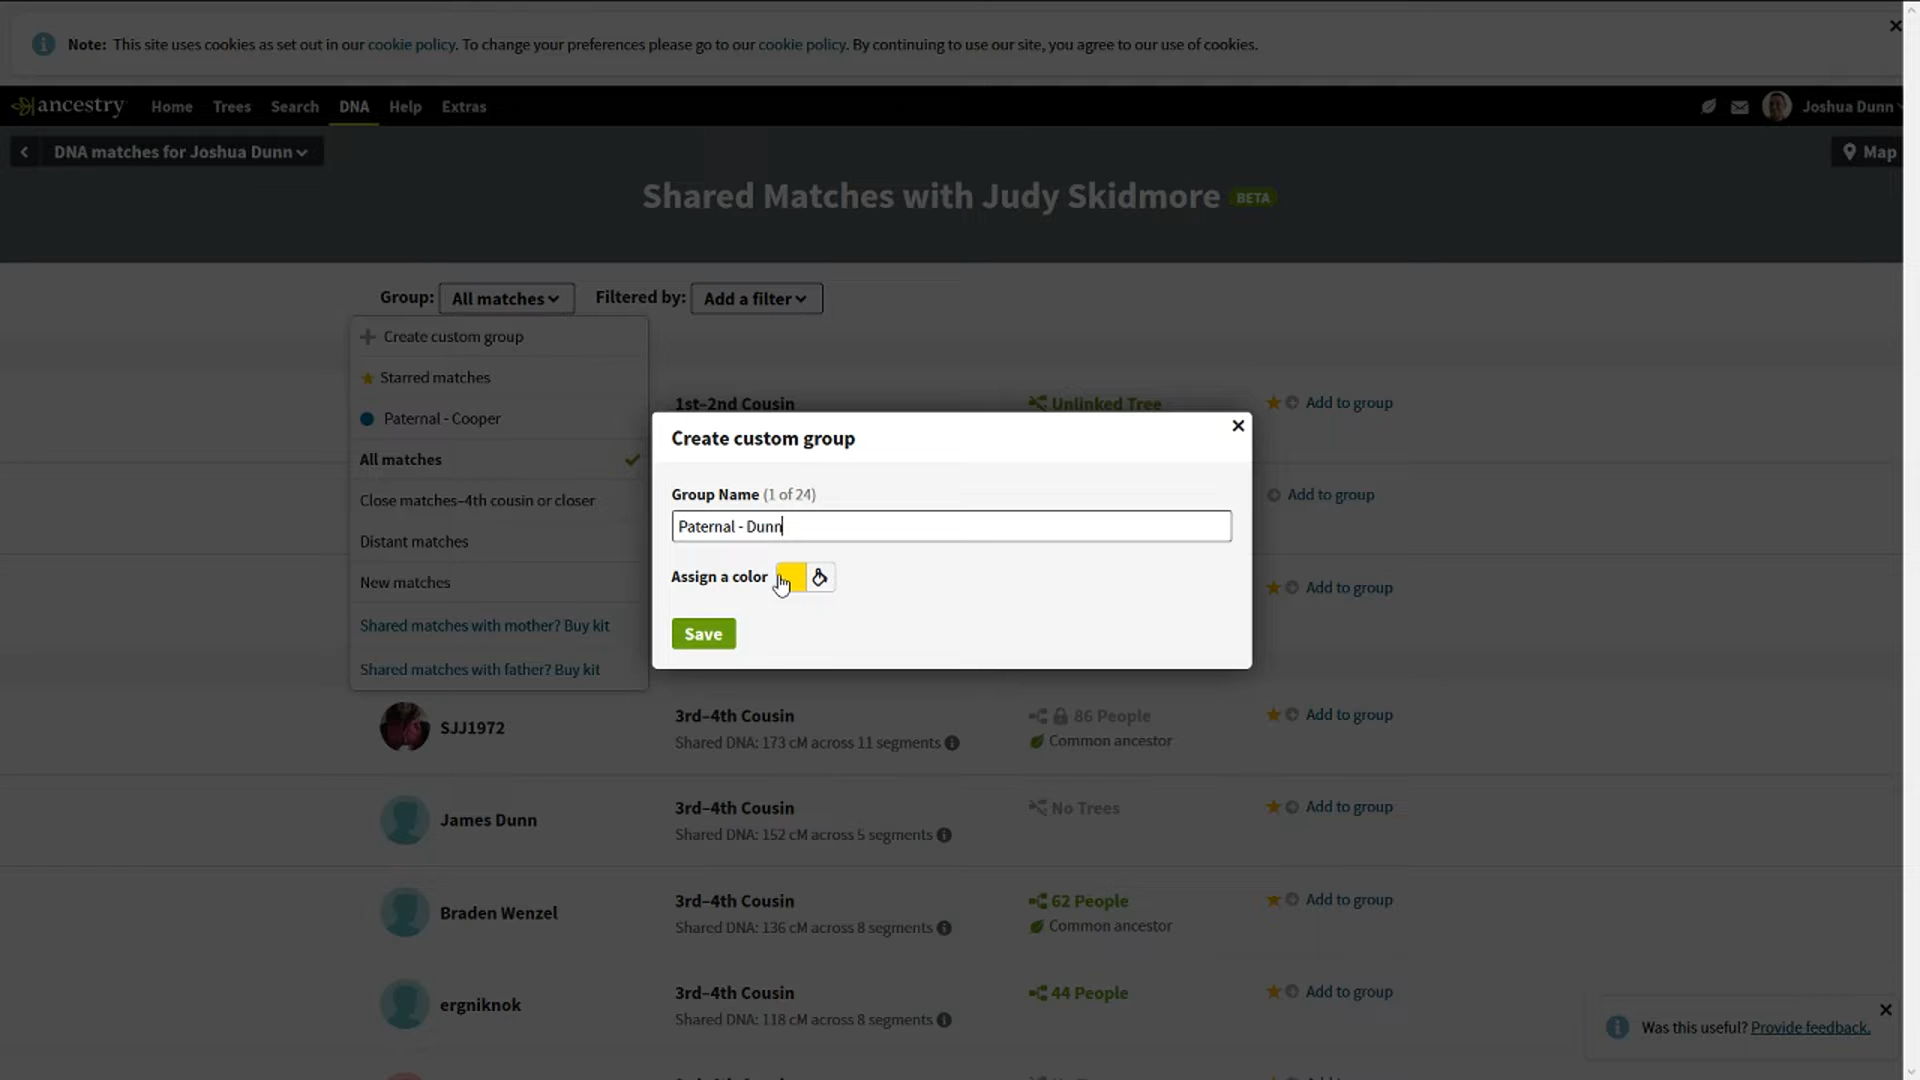 Note: This site uses cookies as set out in our cookie policy. To change your preferences please go to our cookie policy. By continuing to use our site, you agree to our use of cookies.
ancestry Home Trees Search DNA Help Extras Joshua Dunn
DNA matches for Joshua Dunn Map
Shared Matches with Judy Skidmore BETA
Group: All matches Filtered by: Add a filter
Create custom group
Starred matches
Paternal - Cooper
All matches
Close matches–4th cousin or closer
Distant matches
New matches
Shared matches with mother? Buy kit
Shared matches with father? Buy kit
1st–2nd Cousin Unlinked Tree Add to group
Add to group
Add to group
Create custom group
Group Name (1 of 24)
Paternal - Dunn
Assign a color
Save
SJJ1972 3rd–4th Cousin 86 People Add to group
Shared DNA: 173 cM across 11 segments Common ancestor
James Dunn 3rd–4th Cousin No Trees Add to group
Shared DNA: 152 cM across 5 segments
Braden Wenzel 3rd–4th Cousin 62 People Add to group
Shared DNA: 136 cM across 8 segments Common ancestor
ergniknok 3rd–4th Cousin 44 People Add to group
Shared DNA: 118 cM across 8 segments
Was this useful? Provide feedback.